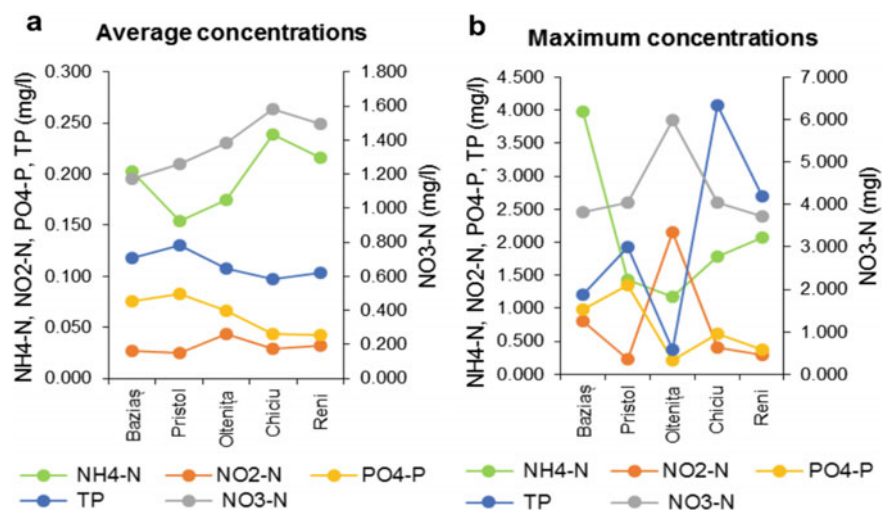 a
Average concentrations
NH4-N, NO2-N, PO4-P, TP (mg/l)
0.300
0.250
0.200
0.150
0.100
0.050
0.000
1.800
1.600
1.400
1.200
1.000
0.800
0.600
0.400
0.200
0.000
NO3-N (mg/l)
Baziaș
Pristol
Oltenița
Chiciu
Reni
NH4-N NO2-N PO4-P
TP NO3-N
b
Maximum concentrations
NH4-N, NO2-N, PO4-P, TP (mg/l)
4.500
4.000
3.500
3.000
2.500
2.000
1.500
1.000
0.500
0.000
7.000
6.000
5.000
4.000
3.000
2.000
1.000
0.000
NO3-N (mgl)
Baziaș
Pristol
Oltenița
Chiciu
Reni
NH4-N NO2-N PO4-P
TP NO3-N